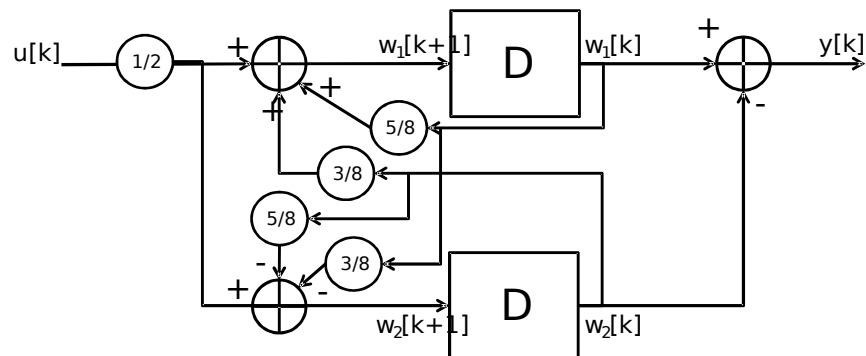 u[k]
1/2
+
+
+
w₁[k+1]
D
w₁[k]
+
-
y[k]
5/8
3/8
5/8
3/8
-
-
+
w₂[k+1]
D
w₂[k]